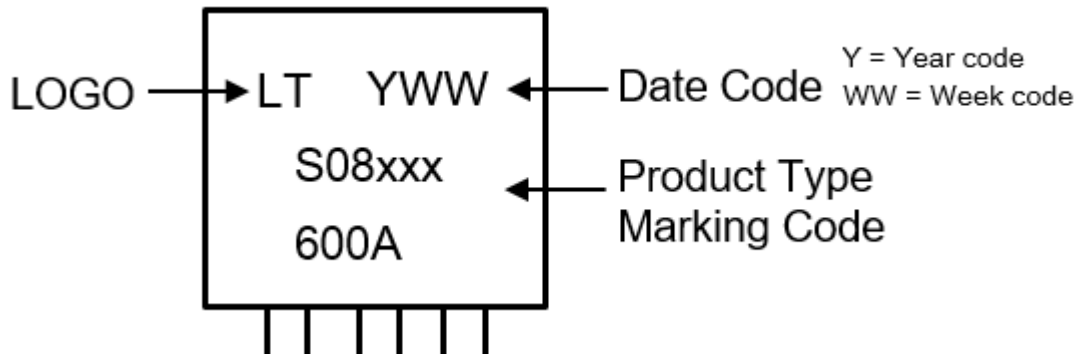 LOGO
LT YWW
Date Code
Y = Year code
WW = Week code
S08xxx
600A
Product Type
Marking Code